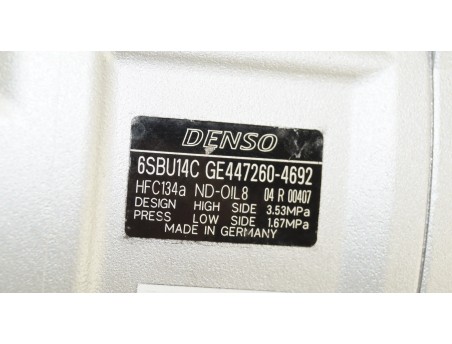 DENSO
6SBU14C GE447260-4692
HFC134a ND-OIL8 04 R 00407
DESIGN HIGH SIDE 3.53MPa
PRESS LOW SIDE 1.67MPa
MADE IN GERMANY